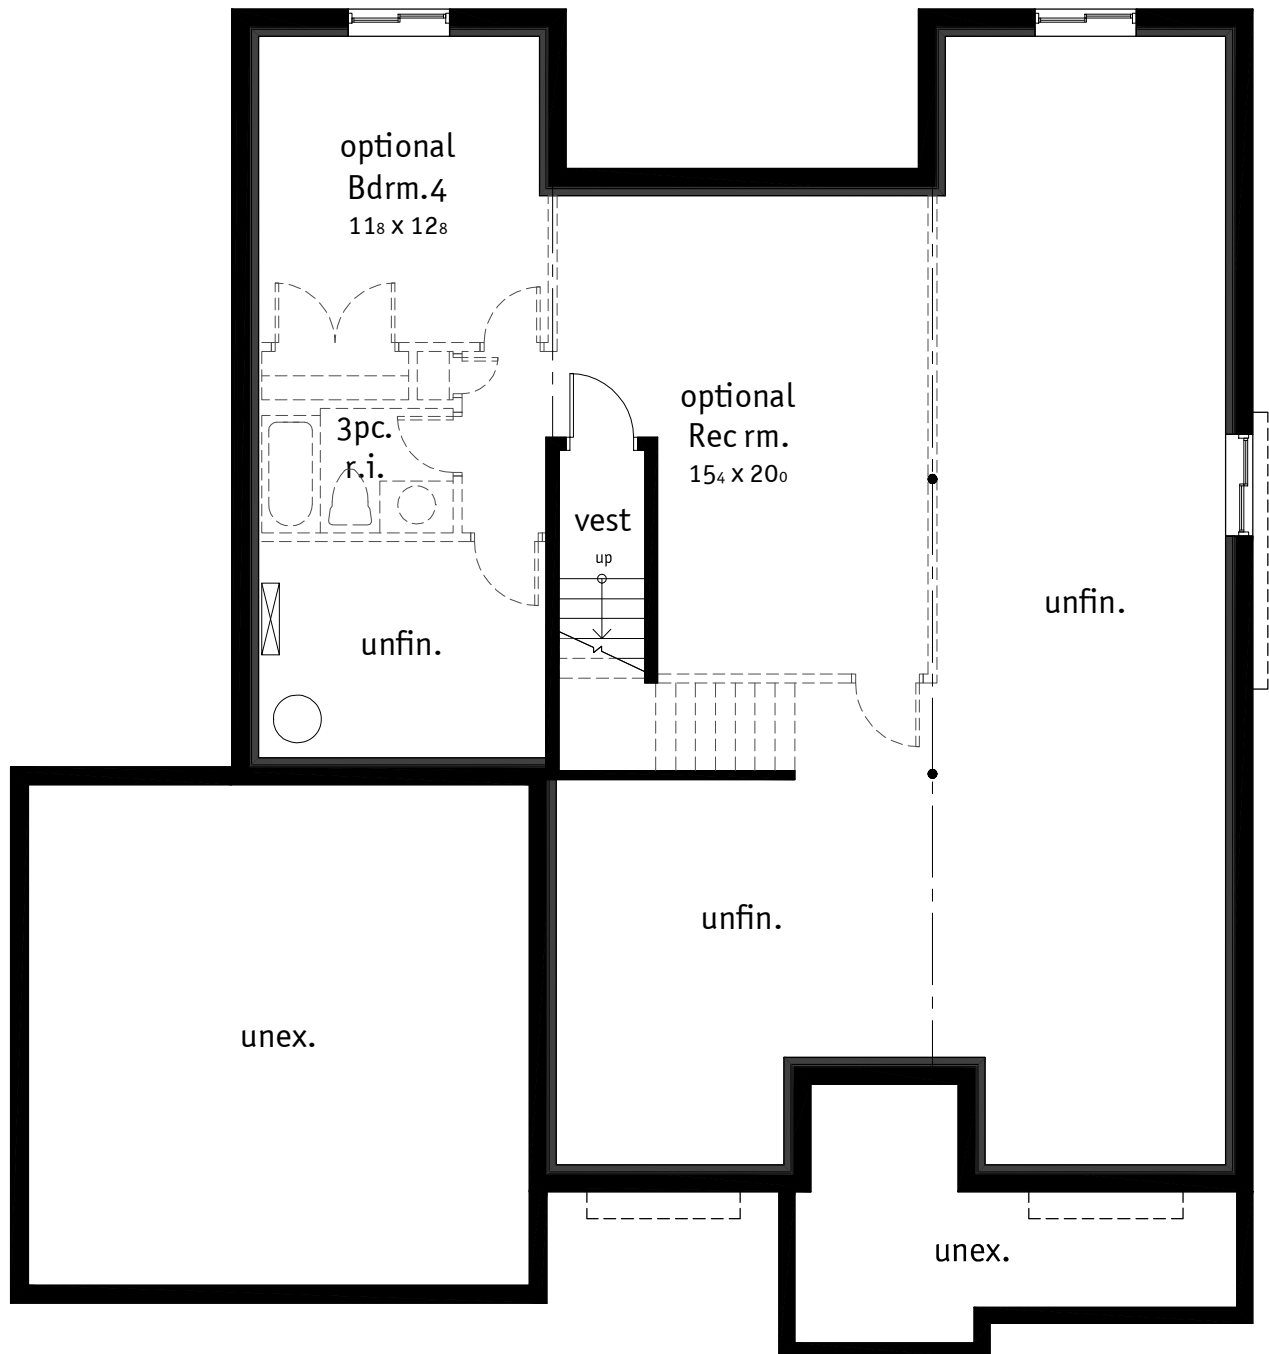 optional
Bdrm.4
118 x 128
optional
Rec rm.
154 x 200
3pc.
r.i.
vest
up
unfin.
unfin.
unfin.
unex.
unex.